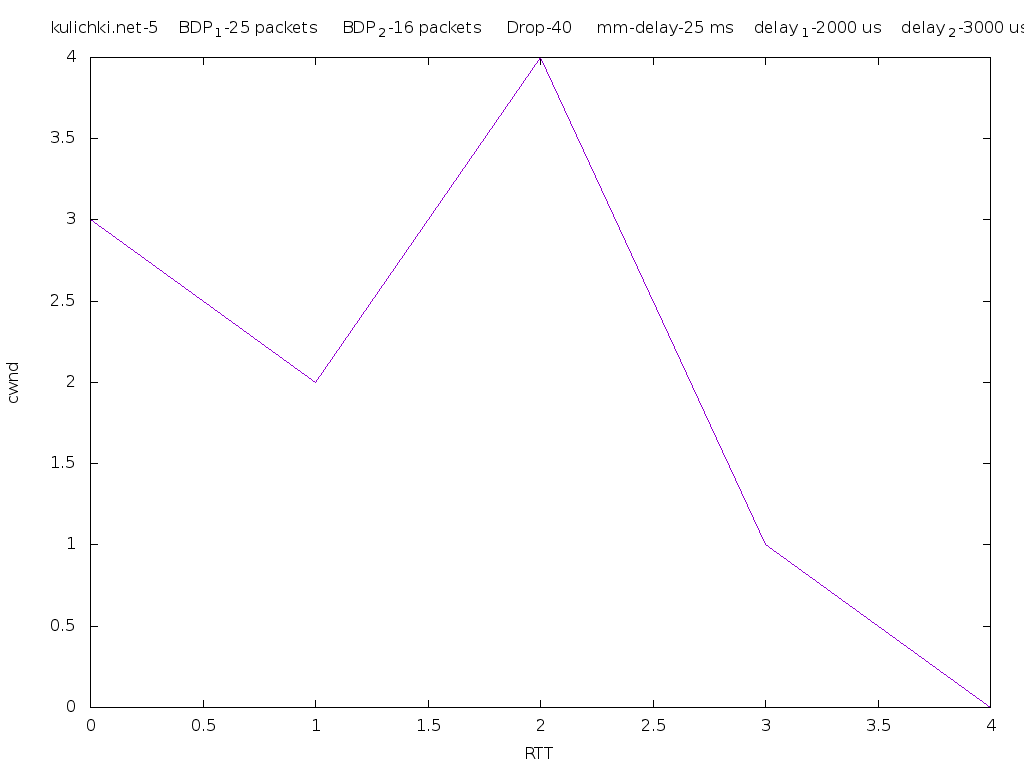 kulichki.net-5 BDP1-25 packets BDP2-16 packets Drop-40 mm-delay-25 ms delay1-2000 us delay2-3000 us
4
3.5
3
2.5
2
1.5
1
0.5
0
cwnd
0 0.5 1 1.5 2 2.5 3 3.5 4
RTT